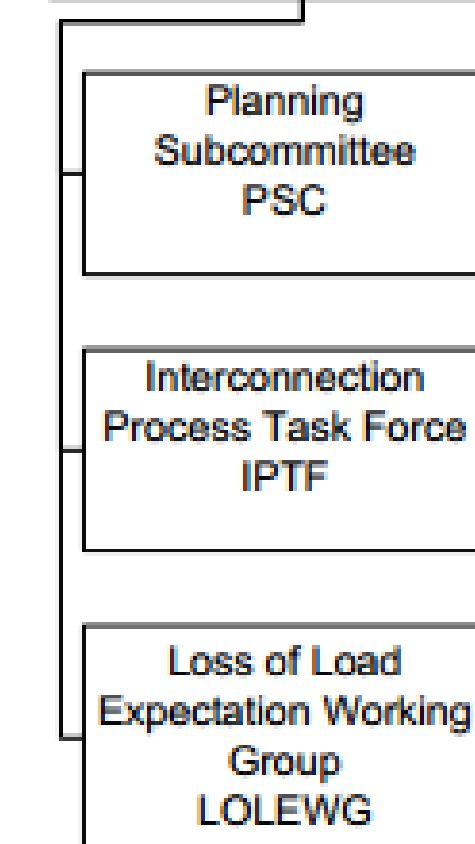 Planning
Subcommittee
PSC
Interconnection
Process Task Force
IPTF
Loss of Load
Expectation Working
Group
LOLEWG